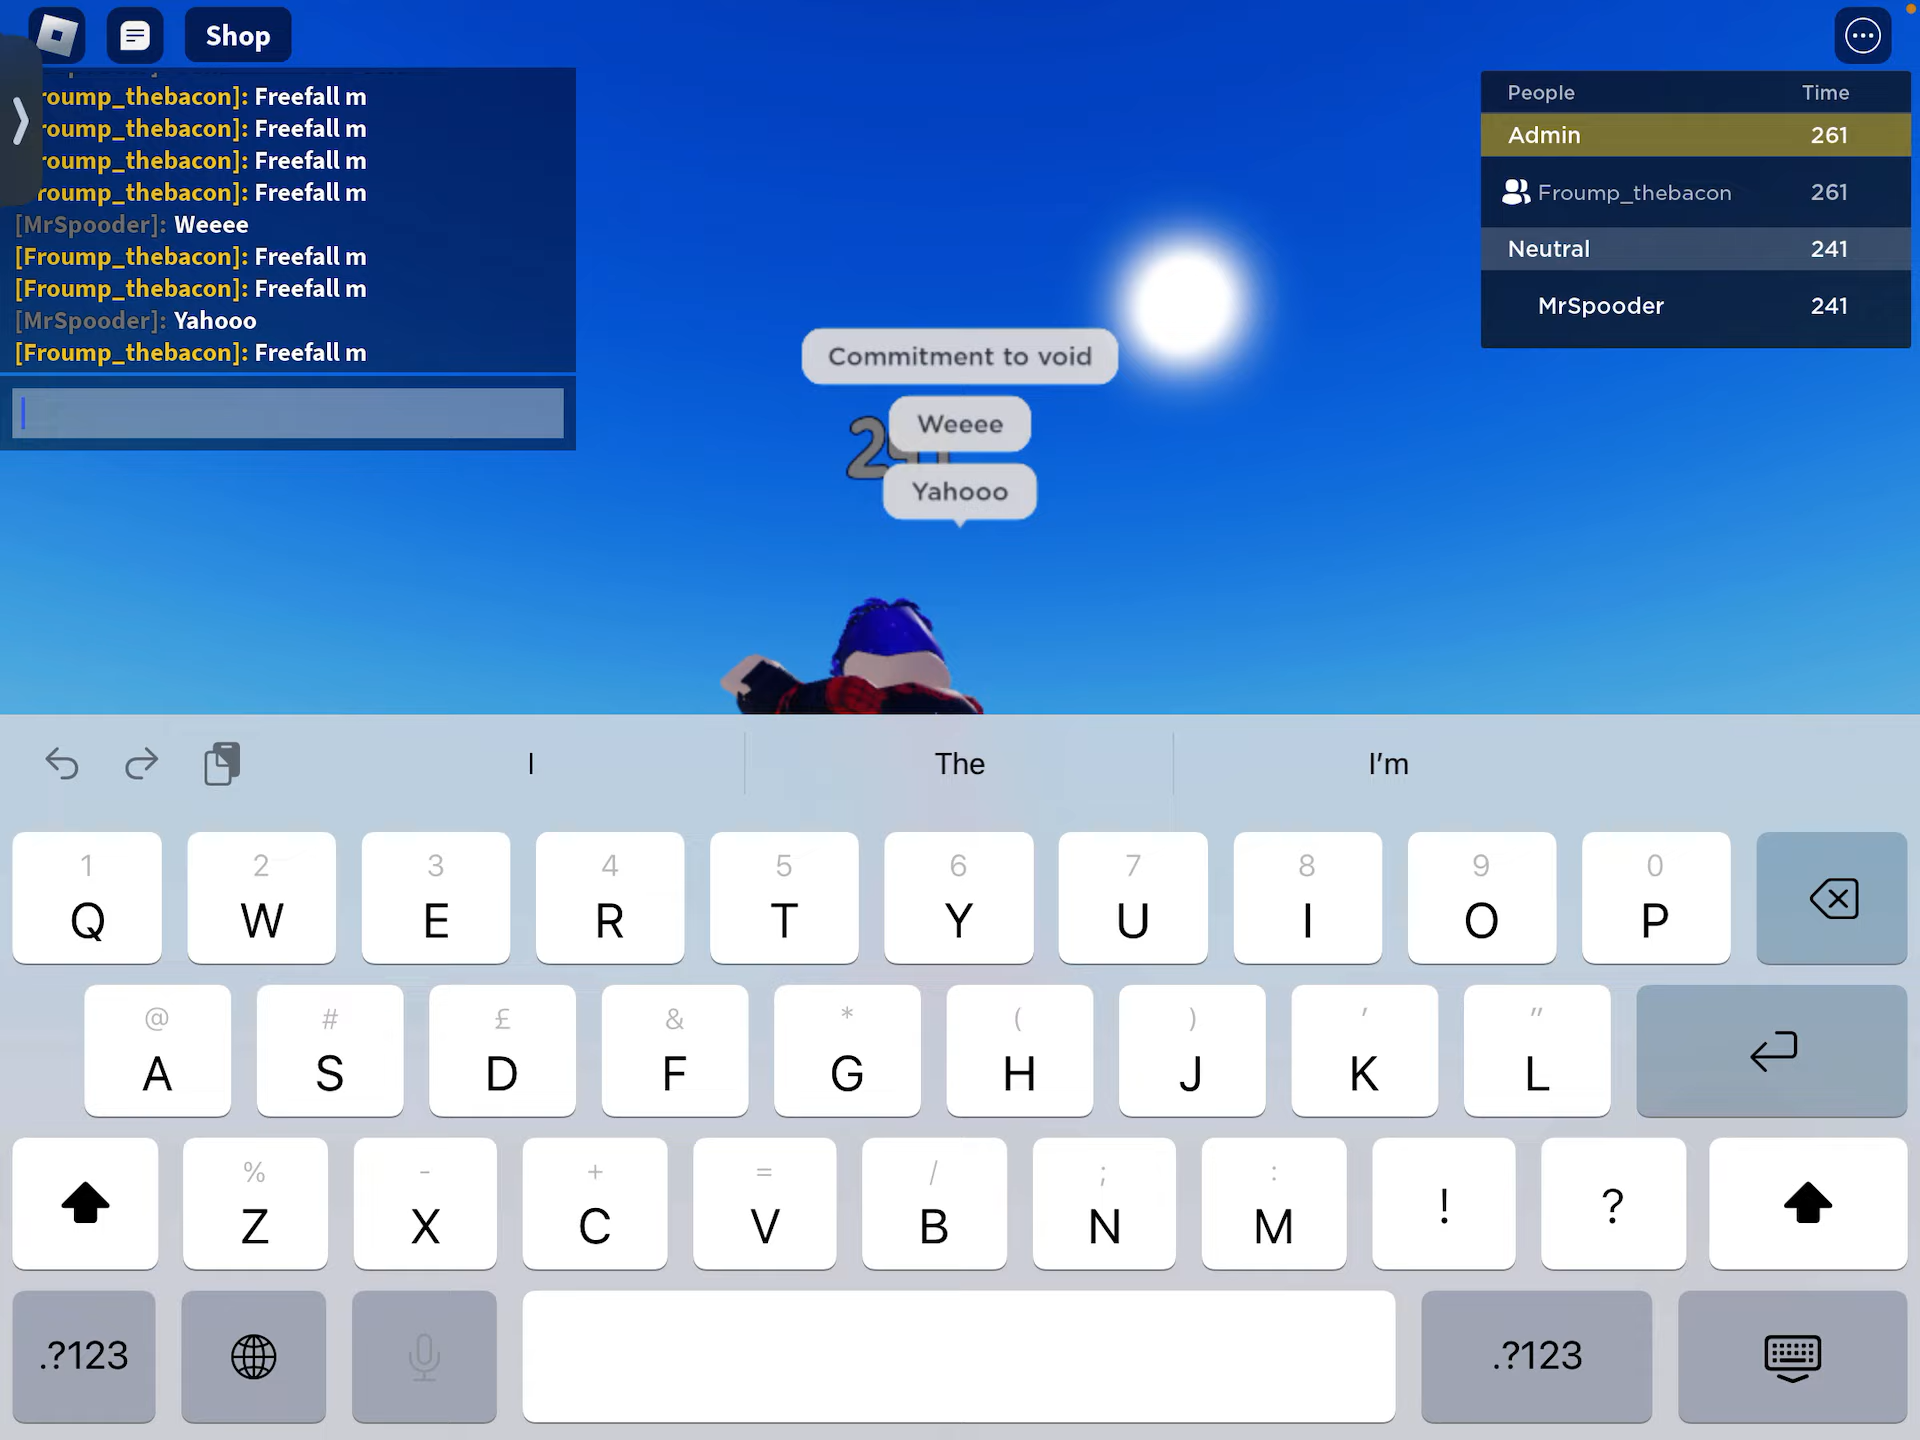 Shop
roump_thebacon]: Freefall m
roump_thebacon]: Freefall m
roump_thebacon]: Freefall m
roump_thebacon]: Freefall m
[MrSpooder]: Weeee
[Froump_thebacon]: Freefall m
[Froump_thebacon]: Freefall m
[MrSpooder]: Yahooo
[Froump_thebacon]: Freefall m
People Time
Admin 261
Froump_thebacon 261
Neutral 241
MrSpooder 241
Commitment to void
Weeee
Yahooo
I The I'm
1 2 3 4 5 6 7 8 9 0
Q W E R T Y U I O P
@ # £ & * ( ) ' "
A S D F G H J K L
% - + = / ; :
Z X C V B N M ! ?
.?123 .?123